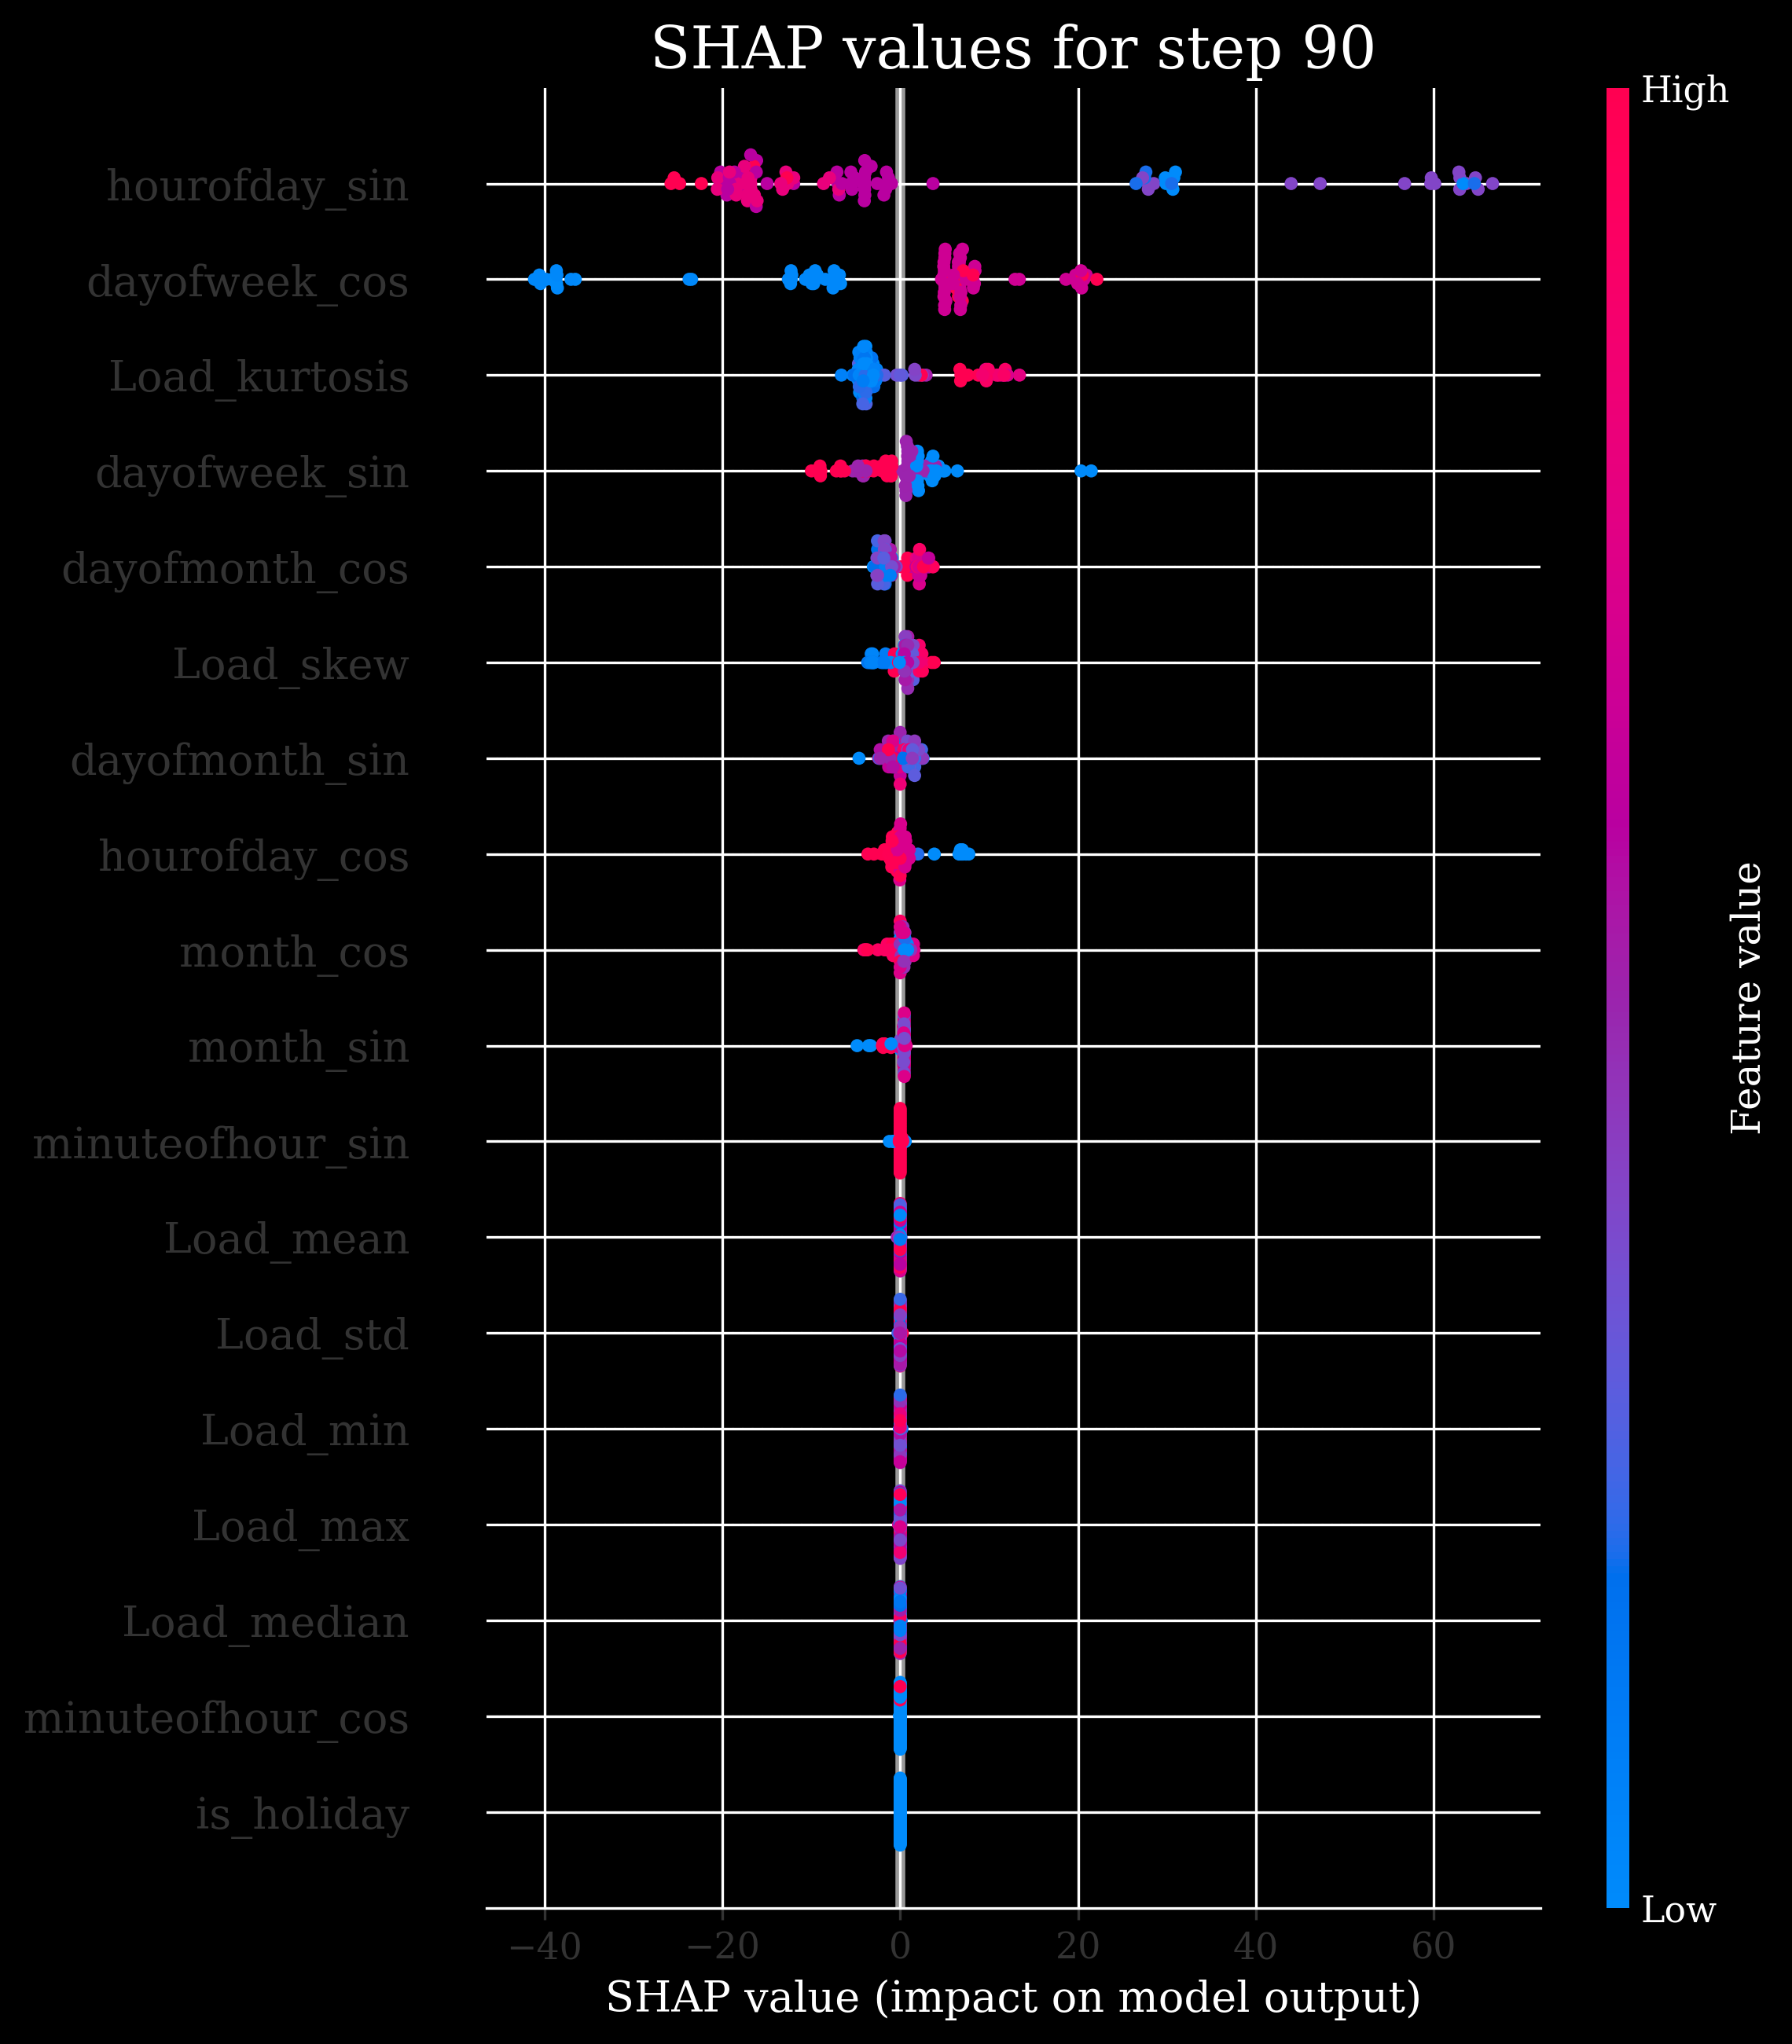 SHAP values for step 90
High
hourofday_sin
dayofweek_cos
Load_kurtosis
dayofweek_sin
dayofmonth_cos
Load_skew
dayofmonth_sin
hourofday_cos
month_cos
month_sin
minuteofhour_sin
Load_mean
Load_std
Load_min
Load_max
Load_median
minuteofhour_cos
is_holiday
Feature value
Low
−40 −20 0 20 40 60
SHAP value (impact on model output)